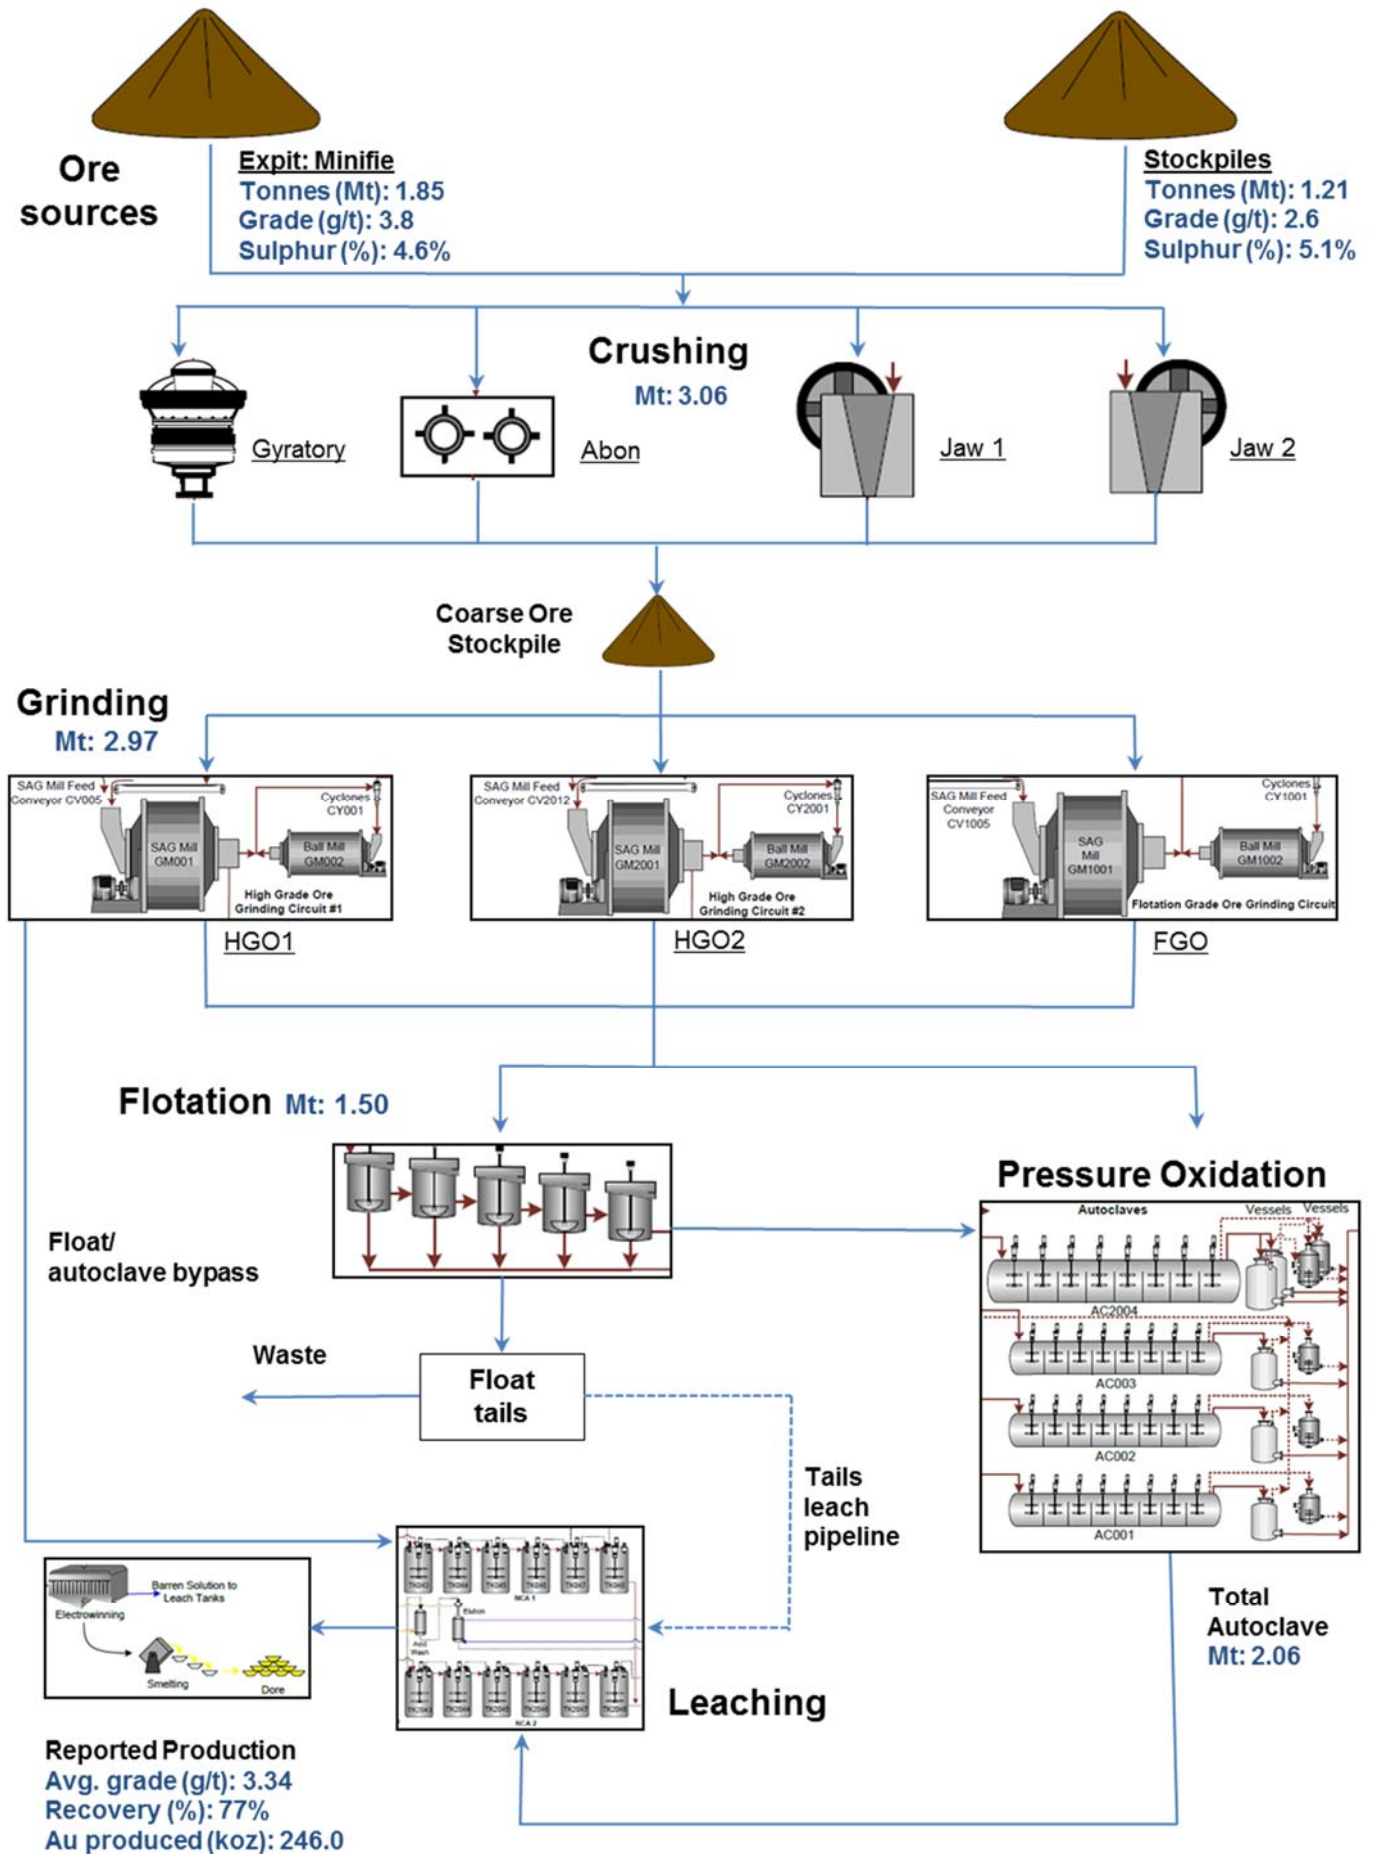 Ore
sources
Expit: Minifie
Tonnes (Mt): 1.85
Grade (g/t): 3.8
Sulphur (%): 4.6%
Stockpiles
Tonnes (Mt): 1.21
Grade (g/t): 2.6
Sulphur (%): 5.1%
Crushing
Mt: 3.06
Gyratory
Abon
Jaw 1
Jaw 2
Coarse Ore
Stockpile
Grinding
Mt: 2.97
SAG Mill Feed
Conveyor CV005
Cyclones
CY001
SAG Mill
GM001
Ball Mill
GM002
High Grade Ore
Grinding Circuit #1
SAG Mill Feed
Conveyor CV2012
Cyclones
CY2001
SAG Mill
GM2001
Ball Mill
GM2002
High Grade Ore
Grinding Circuit #2
SAG Mill Feed
Conveyor
CV1005
Cyclones
CY1001
SAG
Mill
GM1001
Ball Mill
GM1002
Flotation Grade Ore Grinding Circuit
HGO1
HGO2
FGO
Flotation Mt: 1.50
Pressure Oxidation
Autoclaves
Vessels
Vessels
AC2004
AC003
AC002
AC001
Float/
autoclave bypass
Waste
Float
tails
Tails
leach
pipeline
Total
Autoclave
Mt: 2.06
Barren Solution to
Leach Tanks
Electrowinning
Smelting
Dore
NCA 1
Elution
Acid
Wash
NCA 2
Leaching
Reported Production
Avg. grade (g/t): 3.34
Recovery (%): 77%
Au produced (koz): 246.0